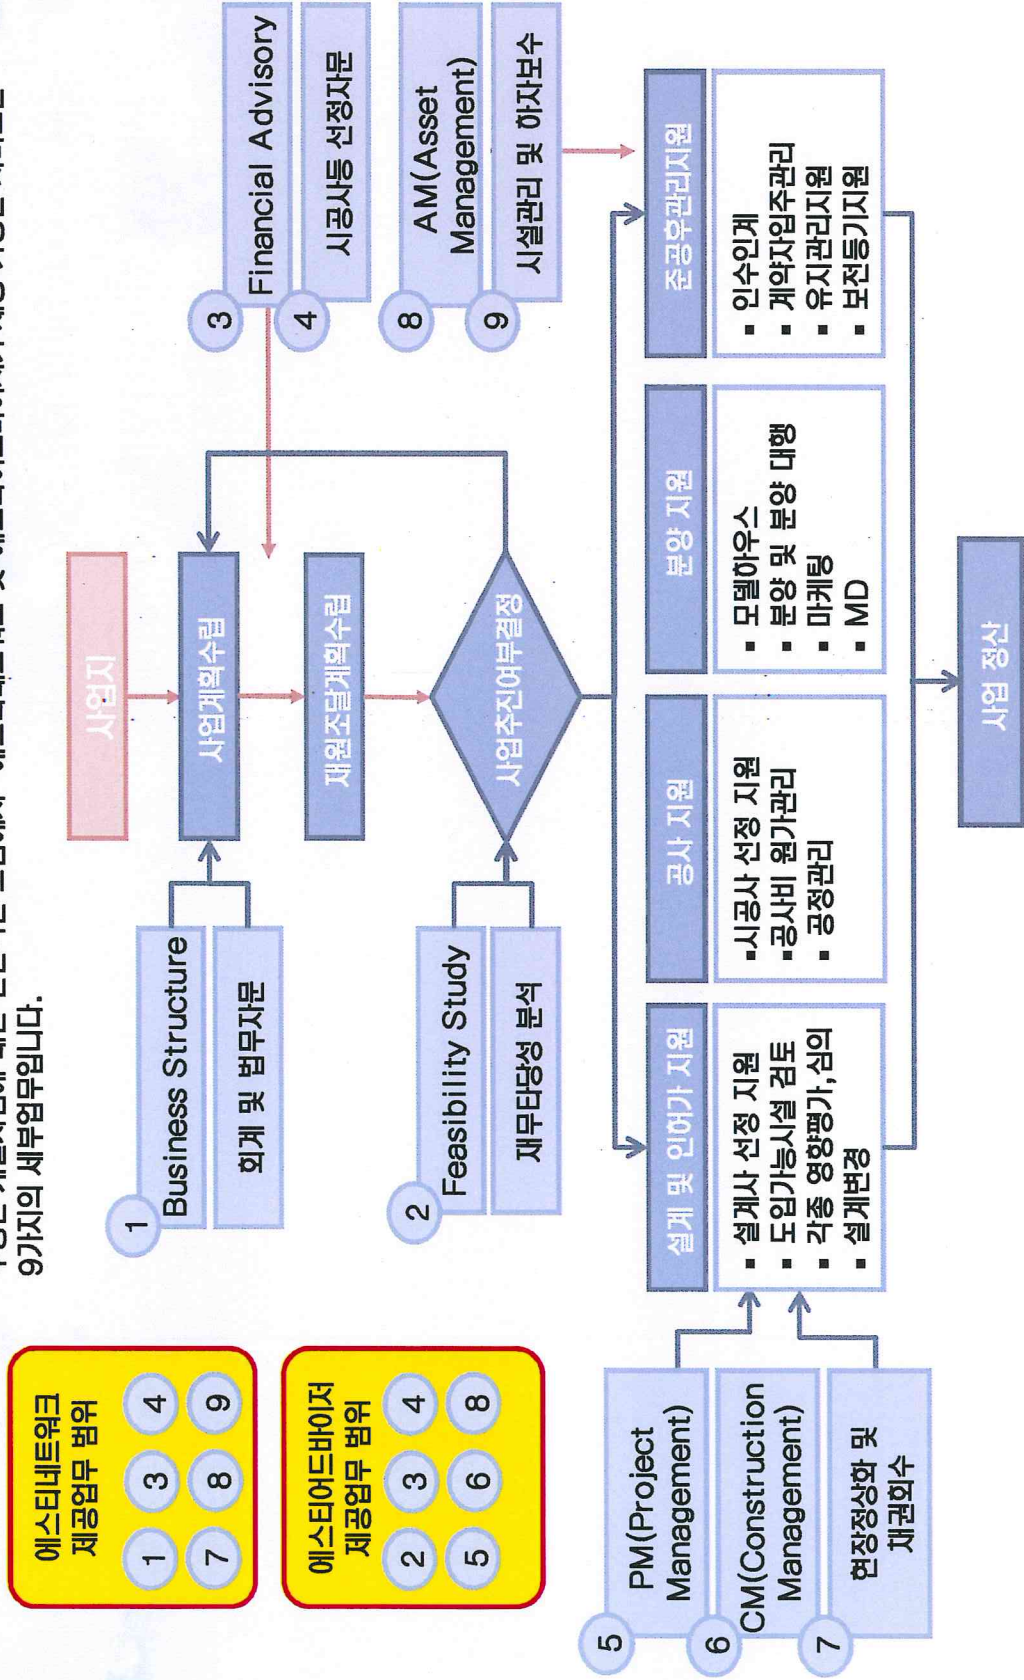 9가지의 세부업무입니다.
에스티네트워크
제공업무 범위
1 3 4
7 8 9
에스티어드바이저
제공업무 범위
2 3 4
5 6 8
사업지
1
Business Structure
회계 및 법무자문
사업계획수립
3
Financial Advisory
4
시공사등 선정자문
재원조달계획수립
2
Feasibility Study
재무타당성 분석
사업추진여부결정
8
AM(Asset
Management)
9
시설관리 및 하자보수
5
PM(Project
Management)
6
CM(Construction
Management)
7
현장정상화 및
채권회수
설계 및 인허가 지원
▪ 설계사 선정 지원
▪ 도입가능시설 검토
▪ 각종 영향평가,심의
▪ 설계변경
공사 지원
▪시공사 선정 지원
▪공사비 원가관리
▪ 공정관리
분양 지원
▪ 모델하우스
▪ 분양 및 분양 대행
▪ 마케팅
▪ MD
준공후관리지원
▪ 인수인계
▪ 계약자입주관리
▪ 유지관리지원
▪ 보전등기지원
사업 정산